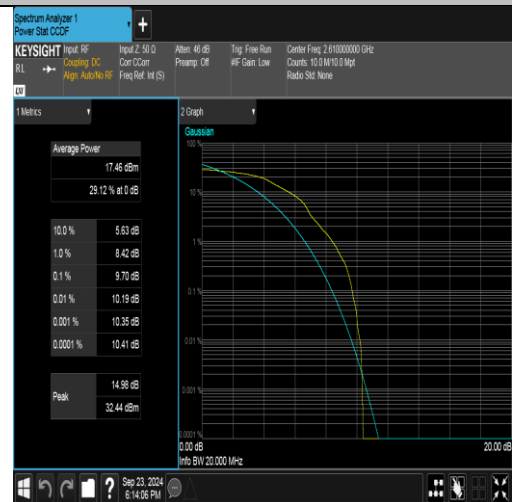 Spectrum Analyzer 1
Power Stat CCDF
+
KEYSIGHT
RL
LXI
Input: RF
Coupling: DC
Align: Auto/No RF
Input Z: 50 Ω
Corr CCorr
Freq Ref: Int (S)
Atten: 46 dB
Preamp: Off
Trig: Free Run
#IF Gain: Low
Center Freq: 2.610000000 GHz
Counts: 10.0 M/10.0 Mpt
Radio Std: None
1 Metrics
Average Power
17.46 dBm
29.12 % at 0 dB
10.0 % 5.63 dB
1.0 % 8.42 dB
0.1 % 9.70 dB
0.01 % 10.19 dB
0.001 % 10.35 dB
0.0001 % 10.41 dB
Peak
14.98 dB
32.44 dBm
2 Graph
Gaussian
100 %
10 %
1 %
0.1 %
0.01 %
0.001 %
0.0001 %
0.00 dB
20.00 dB
Info BW 20.000 MHz
?
Sep 23, 2024
6:14:06 PM